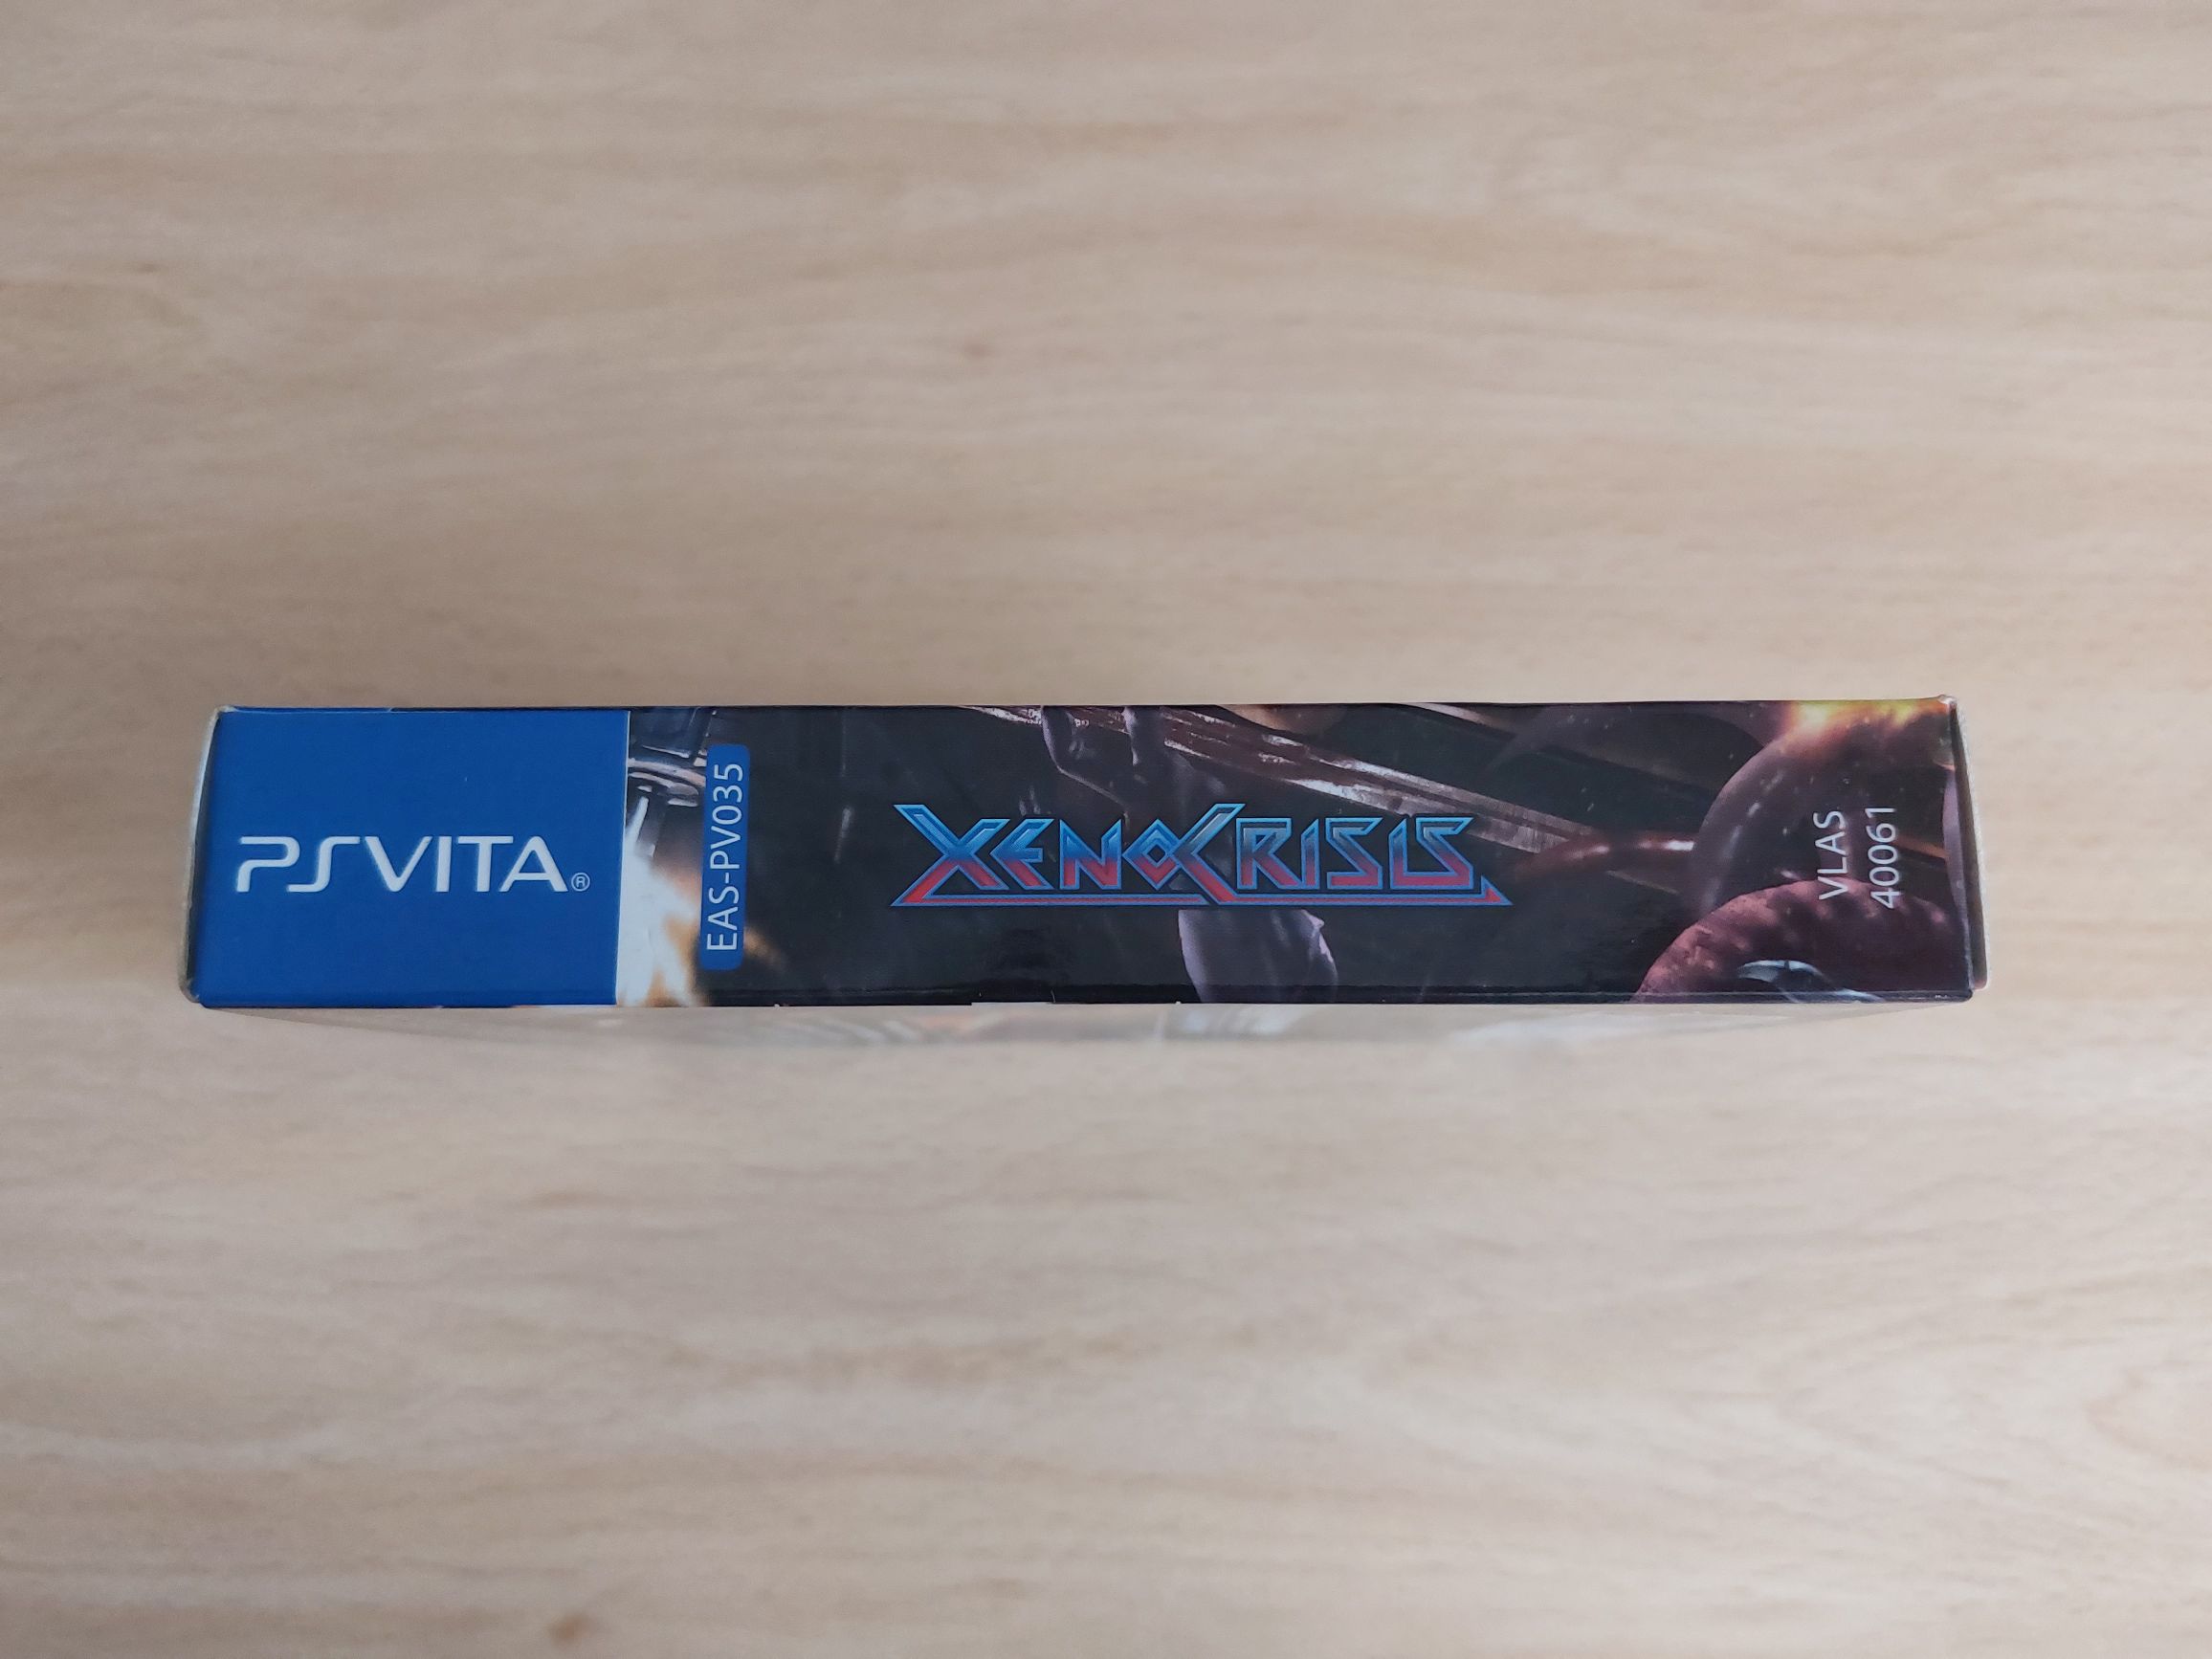 PSVITA®
EAS-PV035
XENOCRISIS
VLAS
40061